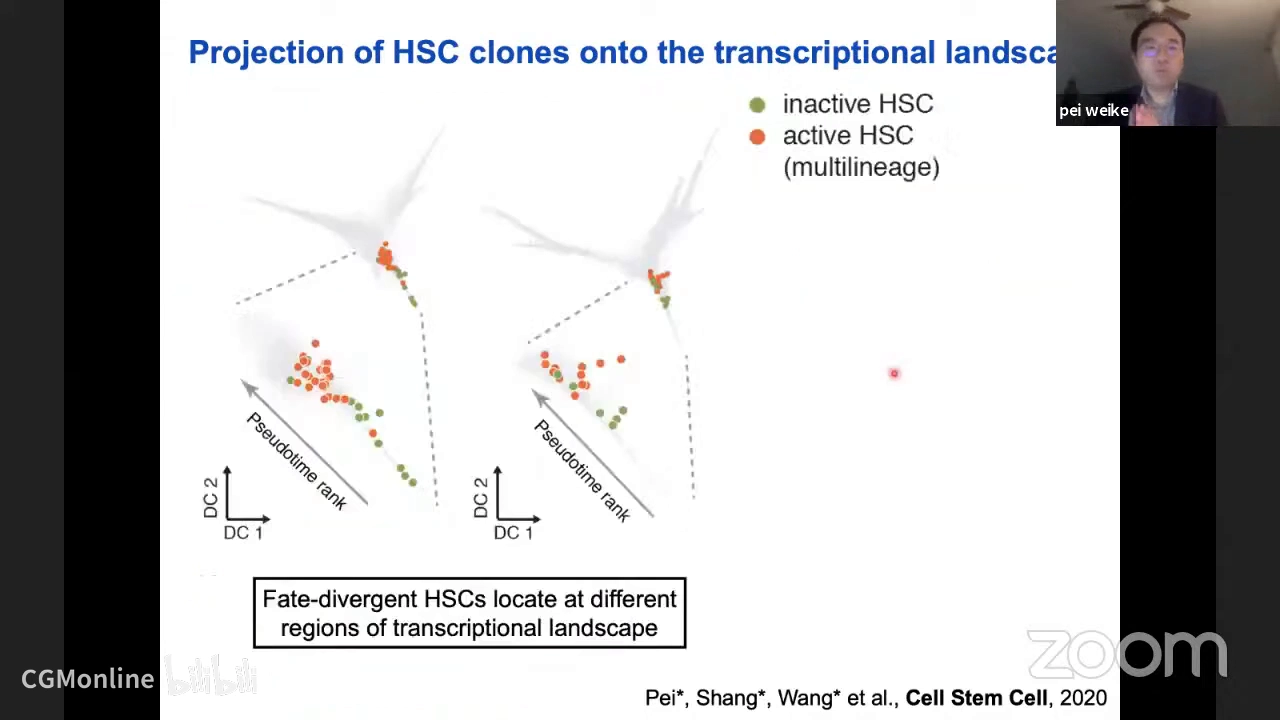 Projection of HSC clones onto the transcriptional landsca
pei weike
inactive HSC
active HSC
(multilineage)
Pseudotime rank
DC 2
DC 1
Pseudotime rank
DC 2
DC 1
Fate-divergent HSCs locate at different
regions of transcriptional landscape
CGMonline
bilibili
zoom
Pei*, Shang*, Wang* et al., Cell Stem Cell, 2020